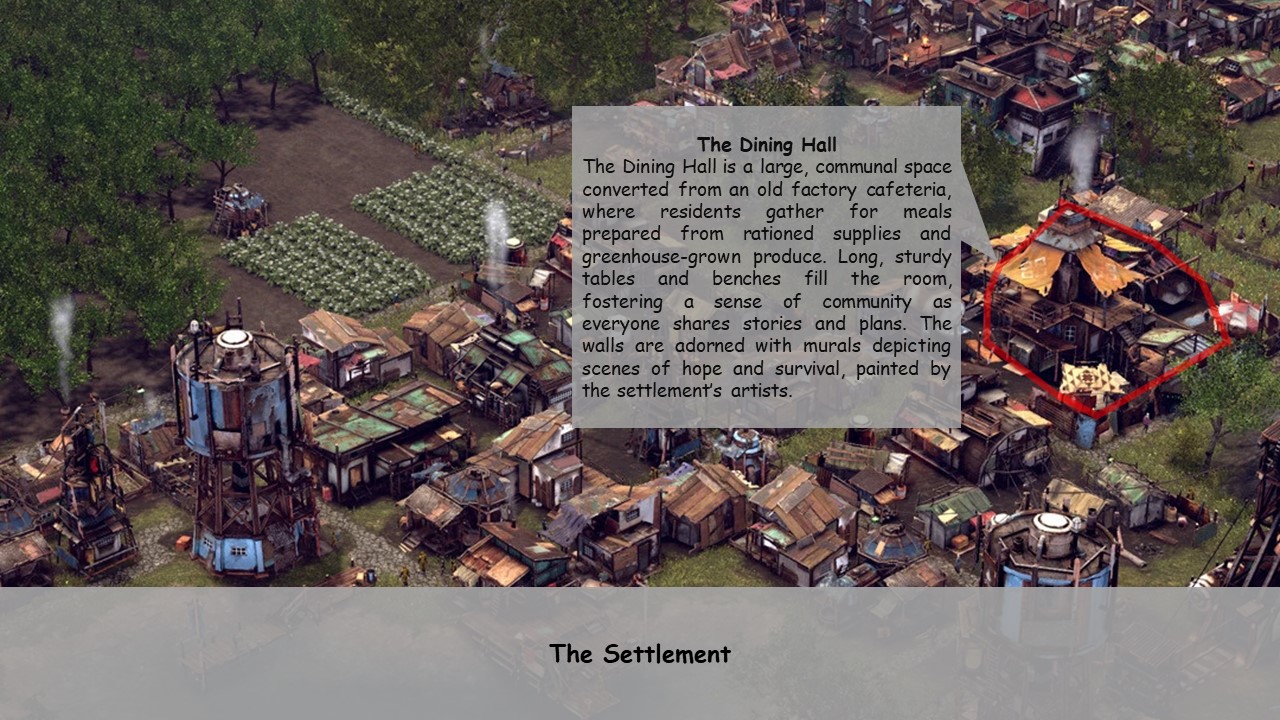 The Dining Hall
The Dining Hall is a large, communal space
converted from an old factory cafeteria,
where residents gather for meals
prepared from rationed supplies and
greenhouse-grown produce. Long, sturdy
tables and benches fill the room,
fostering a sense of community as
everyone shares stories and plans. The
walls are adorned with murals depicting
scenes of hope and survival, painted by
the settlement’s artists.
The Settlement